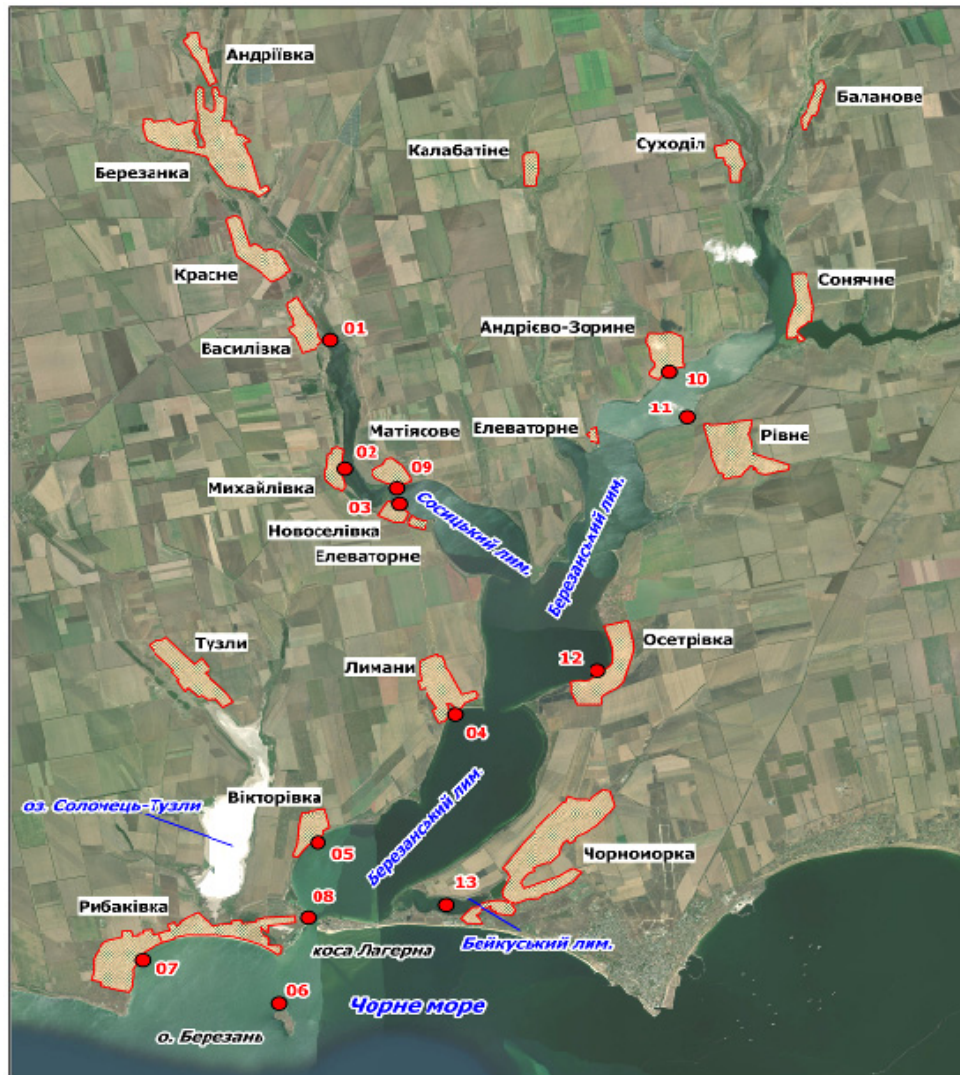 Андріївка
Баланове
Березанка
Калабатіне
Суходіл
Красне
Сонячне
Василівка
01
Андрієво-Зорине
10
11
Елеваторне
Рівне
Матіясове
02
09
Михайлівка
03
Сосицький лим.
Новоселівка
Елеваторне
Березанський лим.
Тузли
Лимани
12
Осетрівка
04
оз. Солочець-Тузли
Вікторівка
05
Березанський лим.
Чорноморка
13
Рибаківка
08
Бейкуський лим.
коса Лагерна
07
06
Чорне море
о. Березань